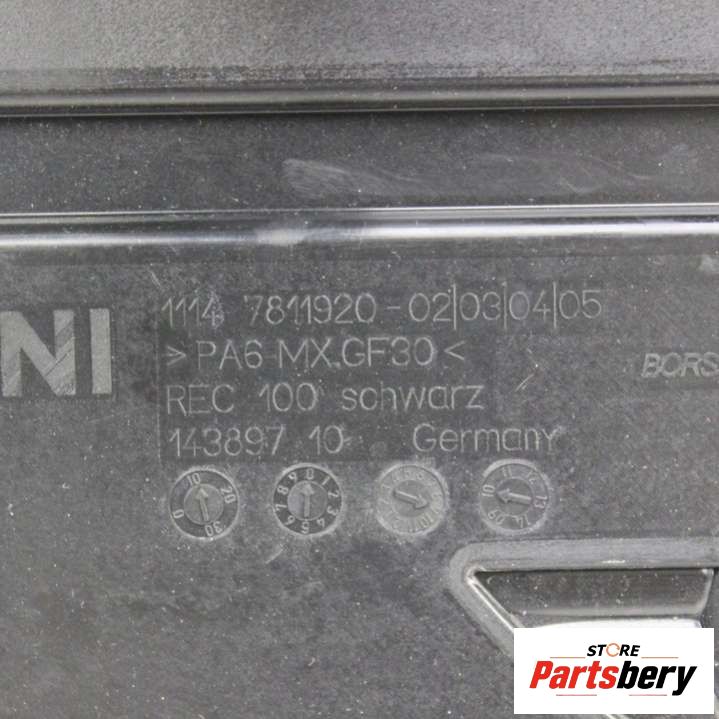 NI
1114 7811920-02|03|04|05
>PA6-MX.GF30<
REC 100 schwarz
143897 10 Germany
BORS
STORE
Partsbery